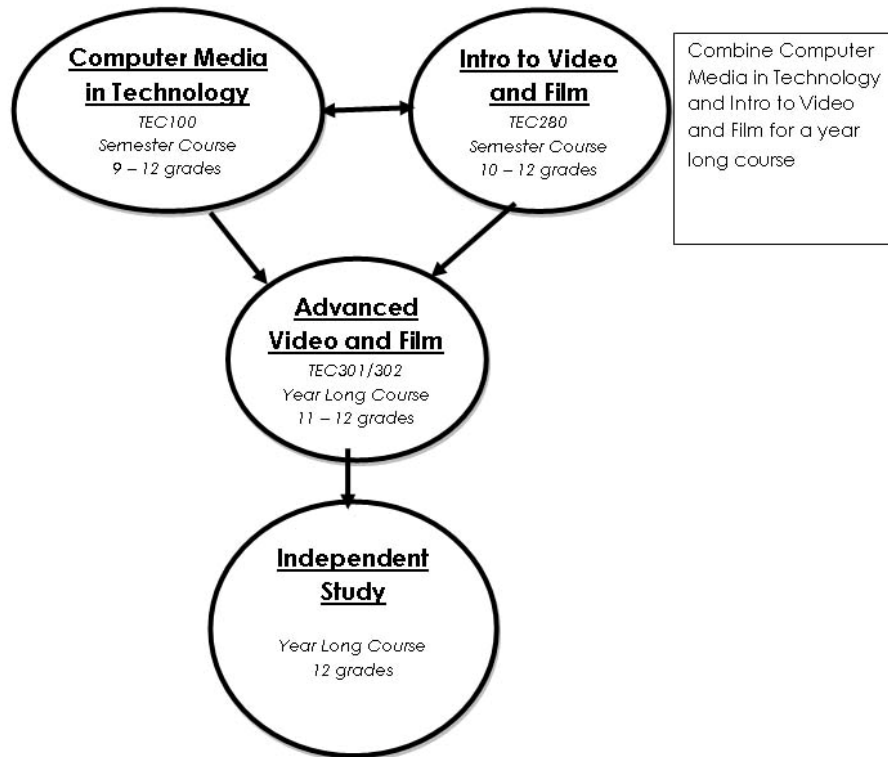 Computer Media
in Technology
TEC100
Semester Course
9 – 12 grades
Intro to Video
and Film
TEC280
Semester Course
10 – 12 grades
Combine Computer
Media in Technology
and Intro to Video
and Film for a year
long course
Advanced
Video and Film
TEC301/302
Year Long Course
11 – 12 grades
Independent
Study
Year Long Course
12 grades